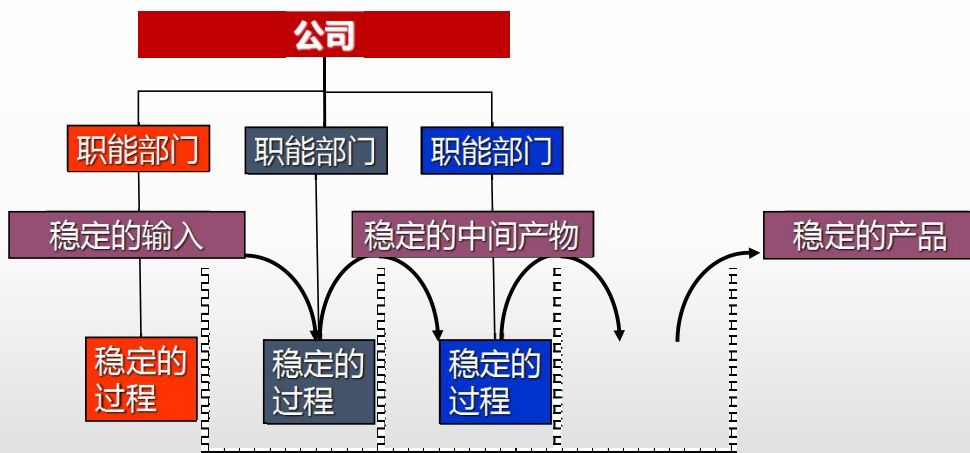 公司
职能部门
职能部门
职能部门
稳定的输入
稳定的中间产物
稳定的产品
稳定的
过程
稳定的
过程
稳定的
过程